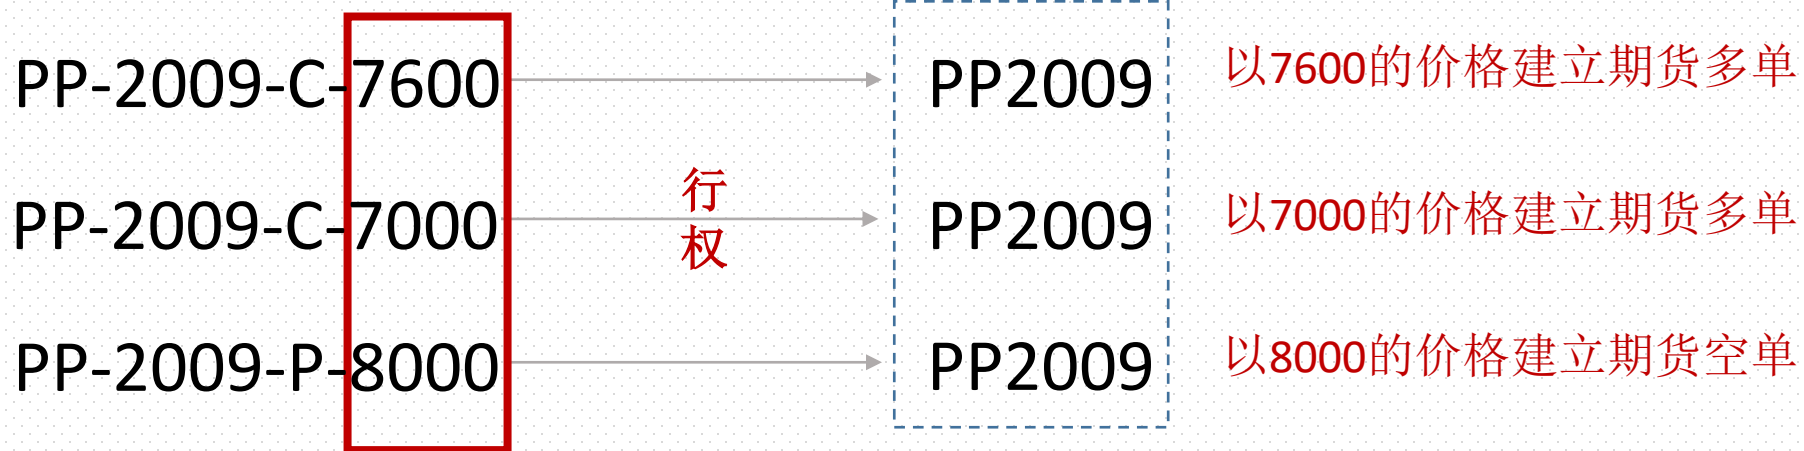 PP-2009-C-7600 PP2009 以7600的价格建立期货多单
行
PP-2009-C-7000 PP2009 以7000的价格建立期货多单
权
PP-2009-P-8000 PP2009 以8000的价格建立期货空单